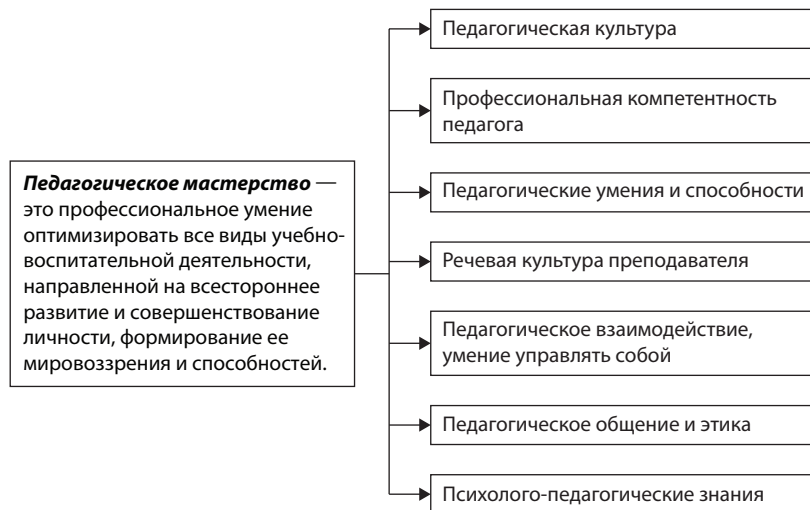 Педагогическое мастерство —
это профессиональное умение
оптимизировать все виды учебно-
воспитательной деятельности,
направленной на всестороннее
развитие и совершенствование
личности, формирование ее
мировоззрения и способностей.
Педагогическая культура
Профессиональная компетентность
педагога
Педагогические умения и способности
Речевая культура преподавателя
Педагогическое взаимодействие,
умение управлять собой
Педагогическое общение и этика
Психолого-педагогические знания